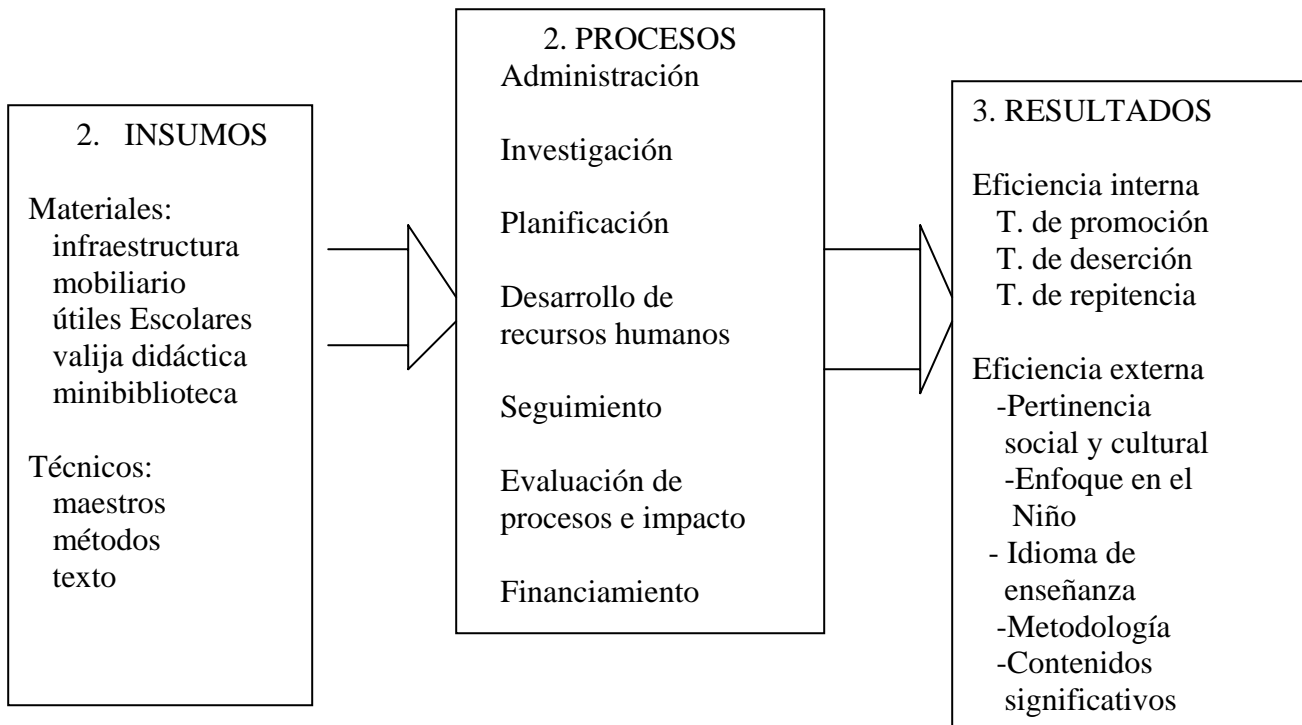 2. INSUMOS
Materiales:
infraestructura
mobiliario
útiles Escolares
valija didáctica
minibiblioteca
Técnicos:
maestros
métodos
texto
2. PROCESOS
Administración
Investigación
Planificación
Desarrollo de
recursos humanos
Seguimiento
Evaluación de
procesos e impacto
Financiamiento
3. RESULTADOS
Eficiencia interna
T. de promoción
T. de deserción
T. de repitencia
Eficiencia externa
-Pertinencia
social y cultural
-Enfoque en el
Niño
- Idioma de
enseñanza
-Metodología
-Contenidos
significativos